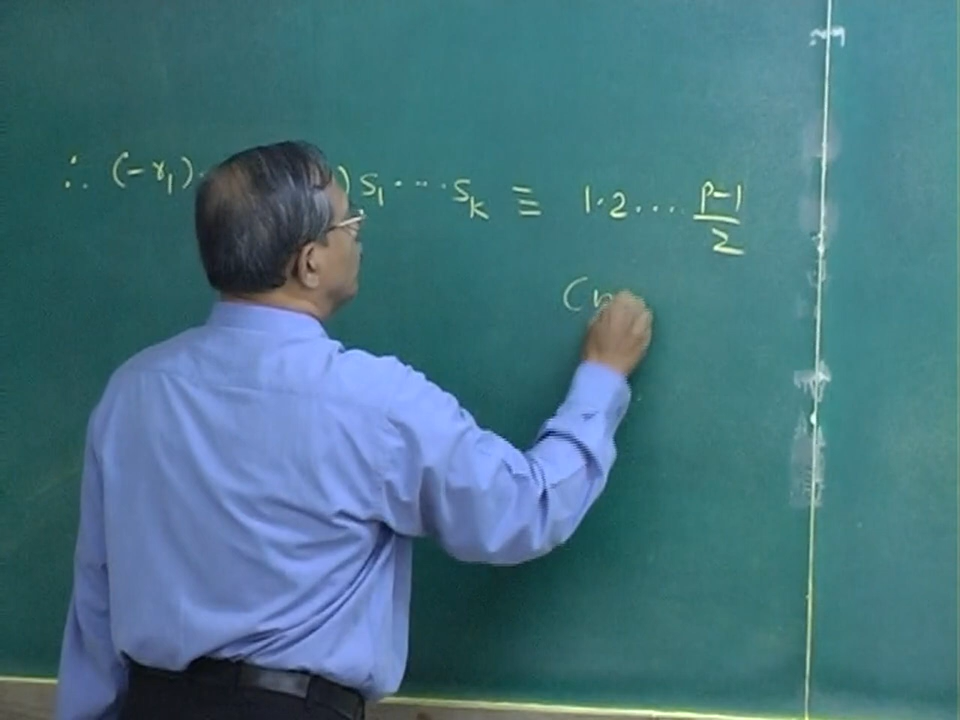 ∴ (-r₁)· )S₁ ···· S_K ≡ 1·2 ···· (P-1)/2
(